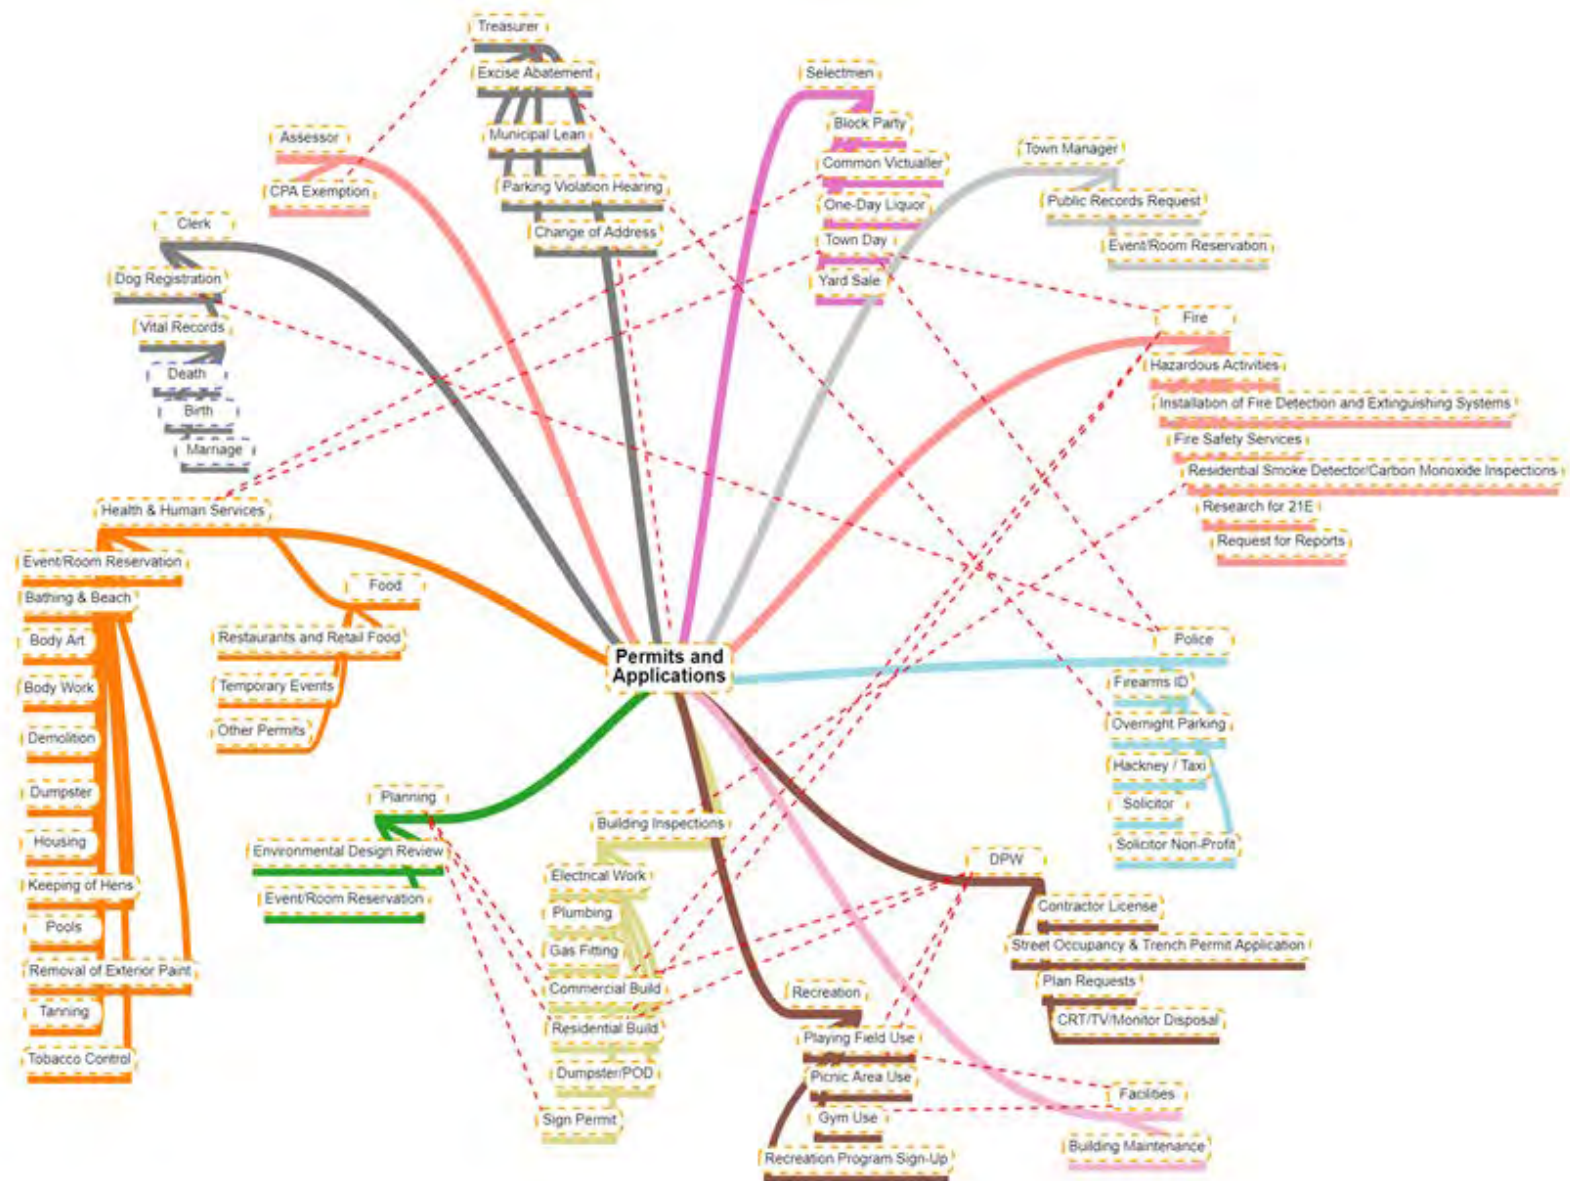 Treasurer
Excise Abatement
Municipal Lean
Parking Violation Hearing
Change of Address
Selectmen
Block Party
Common Victualler
One-Day Liquor
Town Day
Yard Sale
Town Manager
Public Records Request
Event/Room Reservation
Assessor
CPA Exemption
Clerk
Dog Registration
Vital Records
Death
Birth
Marriage
Fire
Hazardous Activities
Installation of Fire Detection and Extinguishing Systems
Fire Safety Services
Residential Smoke Detector/Carbon Monoxide Inspections
Research for 21E
Request for Reports
Health & Human Services
Event/Room Reservation
Bathing & Beach
Body Art
Body Work
Demolition
Dumpster
Housing
Keeping of Hens
Pools
Removal of Exterior Paint
Tanning
Tobacco Control
Food
Restaurants and Retail Food
Temporary Events
Other Permits
Permits and
Applications
Police
Firearms ID
Overnight Parking
Hackney / Taxi
Solicitor
Solicitor Non-Profit
Planning
Environmental Design Review
Event/Room Reservation
Building Inspections
Electrical Work
Plumbing
Gas Fitting
Commercial Build
Residential Build
Dumpster/POD
Sign Permit
Recreation
Playing Field Use
Picnic Area Use
Gym Use
Recreation Program Sign-Up
DPW
Contractor License
Street Occupancy & Trench Permit Application
Plan Requests
CRT/TV/Monitor Disposal
Facilities
Building Maintenance